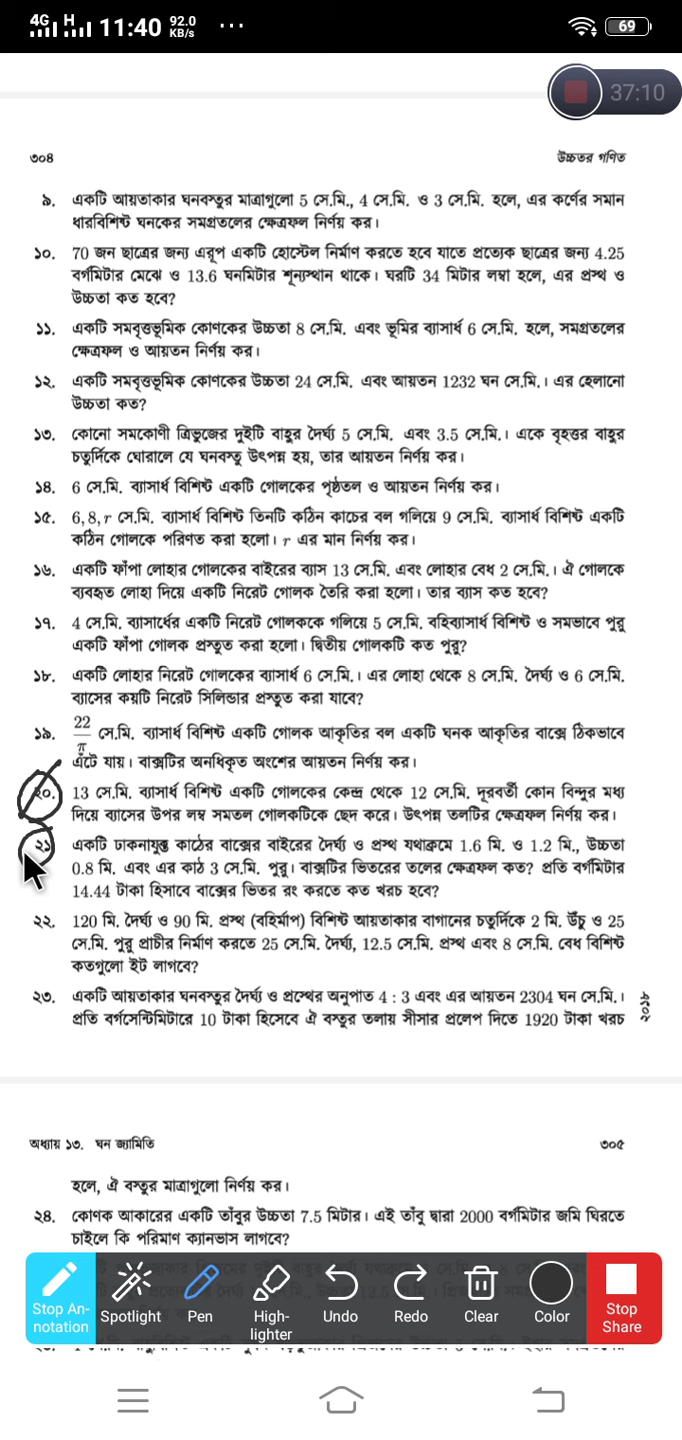 4G H 11:40 92.0 KB/s ... 69
37:10
৩০৪ উচ্চতর গণিত
৯. একটি আয়তাকার ঘনবস্তুর মাত্রাগুলো 5 সে.মি., 4 সে.মি. ও 3 সে.মি. হলে, এর কর্ণের সমান
ধারবিশিষ্ট ঘনকের সমগ্রতলের ক্ষেত্রফল নির্ণয় কর।
১০. 70 জন ছাত্রের জন্য এরূপ একটি হোস্টেল নির্মাণ করতে হবে যাতে প্রত্যেক ছাত্রের জন্য 4.25
বর্গমিটার মেঝে ও 13.6 ঘনমিটার শূন্যস্থান থাকে। ঘরটি 34 মিটার লম্বা হলে, এর প্রস্থ ও
উচ্চতা কত হবে?
১১. একটি সমবৃত্তভূমিক কোণকের উচ্চতা 8 সে.মি. এবং ভূমির ব্যাসার্ধ 6 সে.মি. হলে, সমগ্রতলের
ক্ষেত্রফল ও আয়তন নির্ণয় কর।
১২. একটি সমবৃত্তভূমিক কোণকের উচ্চতা 24 সে.মি. এবং আয়তন 1232 ঘন সে.মি.। এর হেলানো
উচ্চতা কত?
১৩. কোনো সমকোণী ত্রিভুজের দুইটি বাহুর দৈর্ঘ্য 5 সে.মি. এবং 3.5 সে.মি.। একে বৃহত্তর বাহুর
চতুর্দিকে ঘোরালে যে ঘনবস্তু উৎপন্ন হয়, তার আয়তন নির্ণয় কর।
১৪. 6 সে.মি. ব্যাসার্ধ বিশিষ্ট একটি গোলকের পৃষ্ঠতল ও আয়তন নির্ণয় কর।
১৫. 6, 8, r সে.মি. ব্যাসার্ধ বিশিষ্ট তিনটি কঠিন কাচের বল গলিয়ে 9 সে.মি. ব্যাসার্ধ বিশিষ্ট একটি
কঠিন গোলকে পরিণত করা হলো। r এর মান নির্ণয় কর।
১৬. একটি ফাঁপা লোহার গোলকের বাইরের ব্যাস 13 সে.মি. এবং লোহার বেধ 2 সে.মি.। ঐ গোলকে
ব্যবহৃত লোহা দিয়ে একটি নিরেট গোলক তৈরি করা হলো। তার ব্যাস কত হবে?
১৭. 4 সে.মি. ব্যাসার্ধের একটি নিরেট গোলককে গলিয়ে 5 সে.মি. বহিব্যাসার্ধ বিশিষ্ট ও সমভাবে পুরু
একটি ফাঁপা গোলক প্রস্তুত করা হলো। দ্বিতীয় গোলকটি কত পুরু?
১৮. একটি লোহার নিরেট গোলকের ব্যাসার্ধ 6 সে.মি.। এর লোহা থেকে 8 সে.মি. দৈর্ঘ্য ও 6 সে.মি.
ব্যাসের কয়টি নিরেট সিলিন্ডার প্রস্তুত করা যাবে?
১৯. 22/π সে.মি. ব্যাসার্ধ বিশিষ্ট একটি গোলক আকৃতির বল একটি ঘনক আকৃতির বাক্সে ঠিকভাবে
এঁটে যায়। বাক্সটির অনধিকৃত অংশের আয়তন নির্ণয় কর।
২০. 13 সে.মি. ব্যাসার্ধ বিশিষ্ট একটি গোলকের কেন্দ্র থেকে 12 সে.মি. দূরবর্তী কোন বিন্দুর মধ্য
দিয়ে ব্যাসের উপর লম্ব সমতল গোলকটিকে ছেদ করে। উৎপন্ন তলটির ক্ষেত্রফল নির্ণয় কর।
২১ একটি ঢাকনাযুক্ত কাঠের বাক্সের বাইরের দৈর্ঘ্য ও প্রস্থ যথাক্রমে 1.6 মি. ও 1.2 মি., উচ্চতা
0.8 মি. এবং এর কাঠ 3 সে.মি. পুরু। বাক্সটির ভিতরের তলের ক্ষেত্রফল কত? প্রতি বর্গমিটার
14.44 টাকা হিসাবে বাক্সের ভিতর রং করতে কত খরচ হবে?
২২. 120 মি. দৈর্ঘ্য ও 90 মি. প্রস্থ (বহির্মাপ) বিশিষ্ট আয়তাকার বাগানের চতুর্দিকে 2 মি. উঁচু ও 25
সে.মি. পুরু প্রাচীর নির্মাণ করতে 25 সে.মি. দৈর্ঘ্য, 12.5 সে.মি. প্রস্থ এবং 8 সে.মি. বেধ বিশিষ্ট
কতগুলো ইট লাগবে?
২৩. একটি আয়তাকার ঘনবস্তুর দৈর্ঘ্য ও প্রস্থের অনুপাত 4 : 3 এবং এর আয়তন 2304 ঘন সে.মি.।
প্রতি বর্গসেন্টিমিটারে 10 টাকা হিসেবে ঐ বস্তুর তলায় সীসার প্রলেপ দিতে 1920 টাকা খরচ
২০১৮
অধ্যায় ১৩. ঘন জ্যামিতি ৩০৫
হলে, ঐ বস্তুর মাত্রাগুলো নির্ণয় কর।
২৪. কোণক আকারের একটি তাঁবুর উচ্চতা 7.5 মিটার। এই তাঁবু দ্বারা 2000 বর্গমিটার জমি ঘিরতে
চাইলে কি পরিমাণ ক্যানভাস লাগবে?
Stop An-
notation
Spotlight
Pen
High-
lighter
Undo
Redo
Clear
Color
Stop
Share